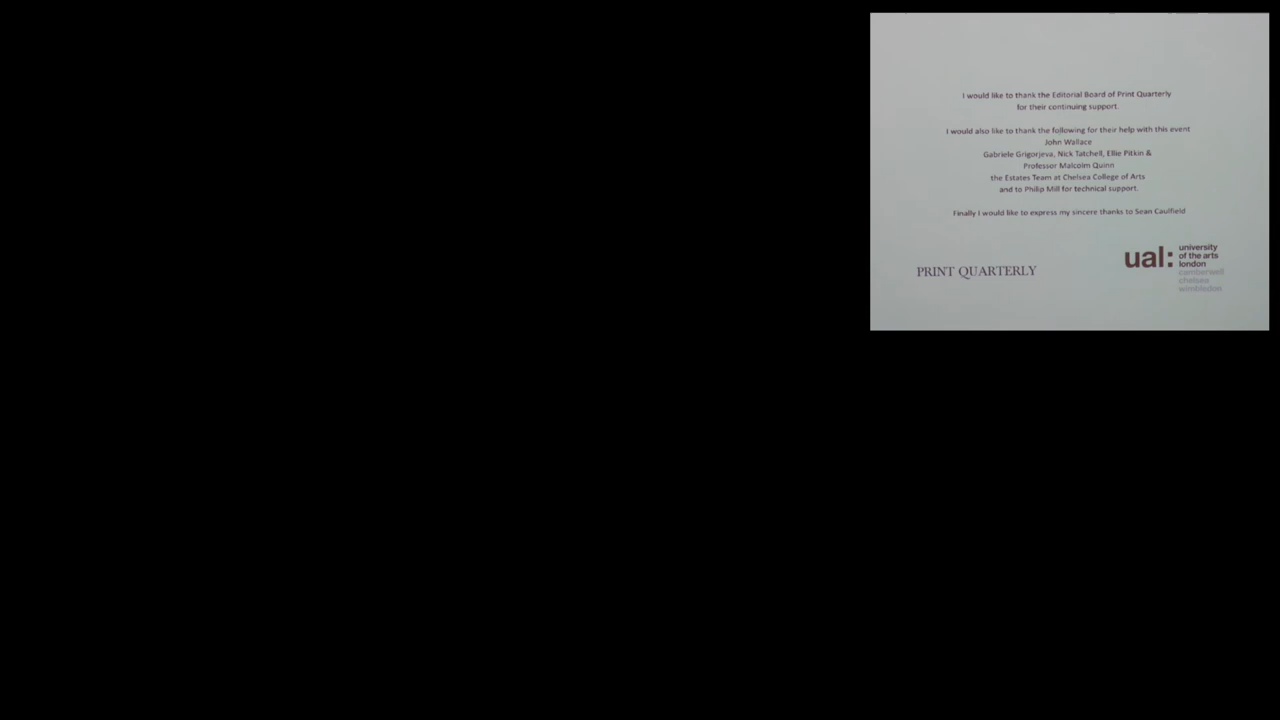 I would like to thank the Editorial Board of Print Quarterly
for their continuing support.
I would also like to thank the following for their help with this event
John Wallace
Gabriele Grigorjeva, Nick Tatchell, Ellie Pitkin &
Professor Malcolm Quinn
the Estates Team at Chelsea College of Arts
and to Philip Mill for technical support.
Finally I would like to express my sincere thanks to Sean Caulfield
PRINT QUARTERLY
ual:
university
of the arts
london
camberwell
chelsea
wimbledon